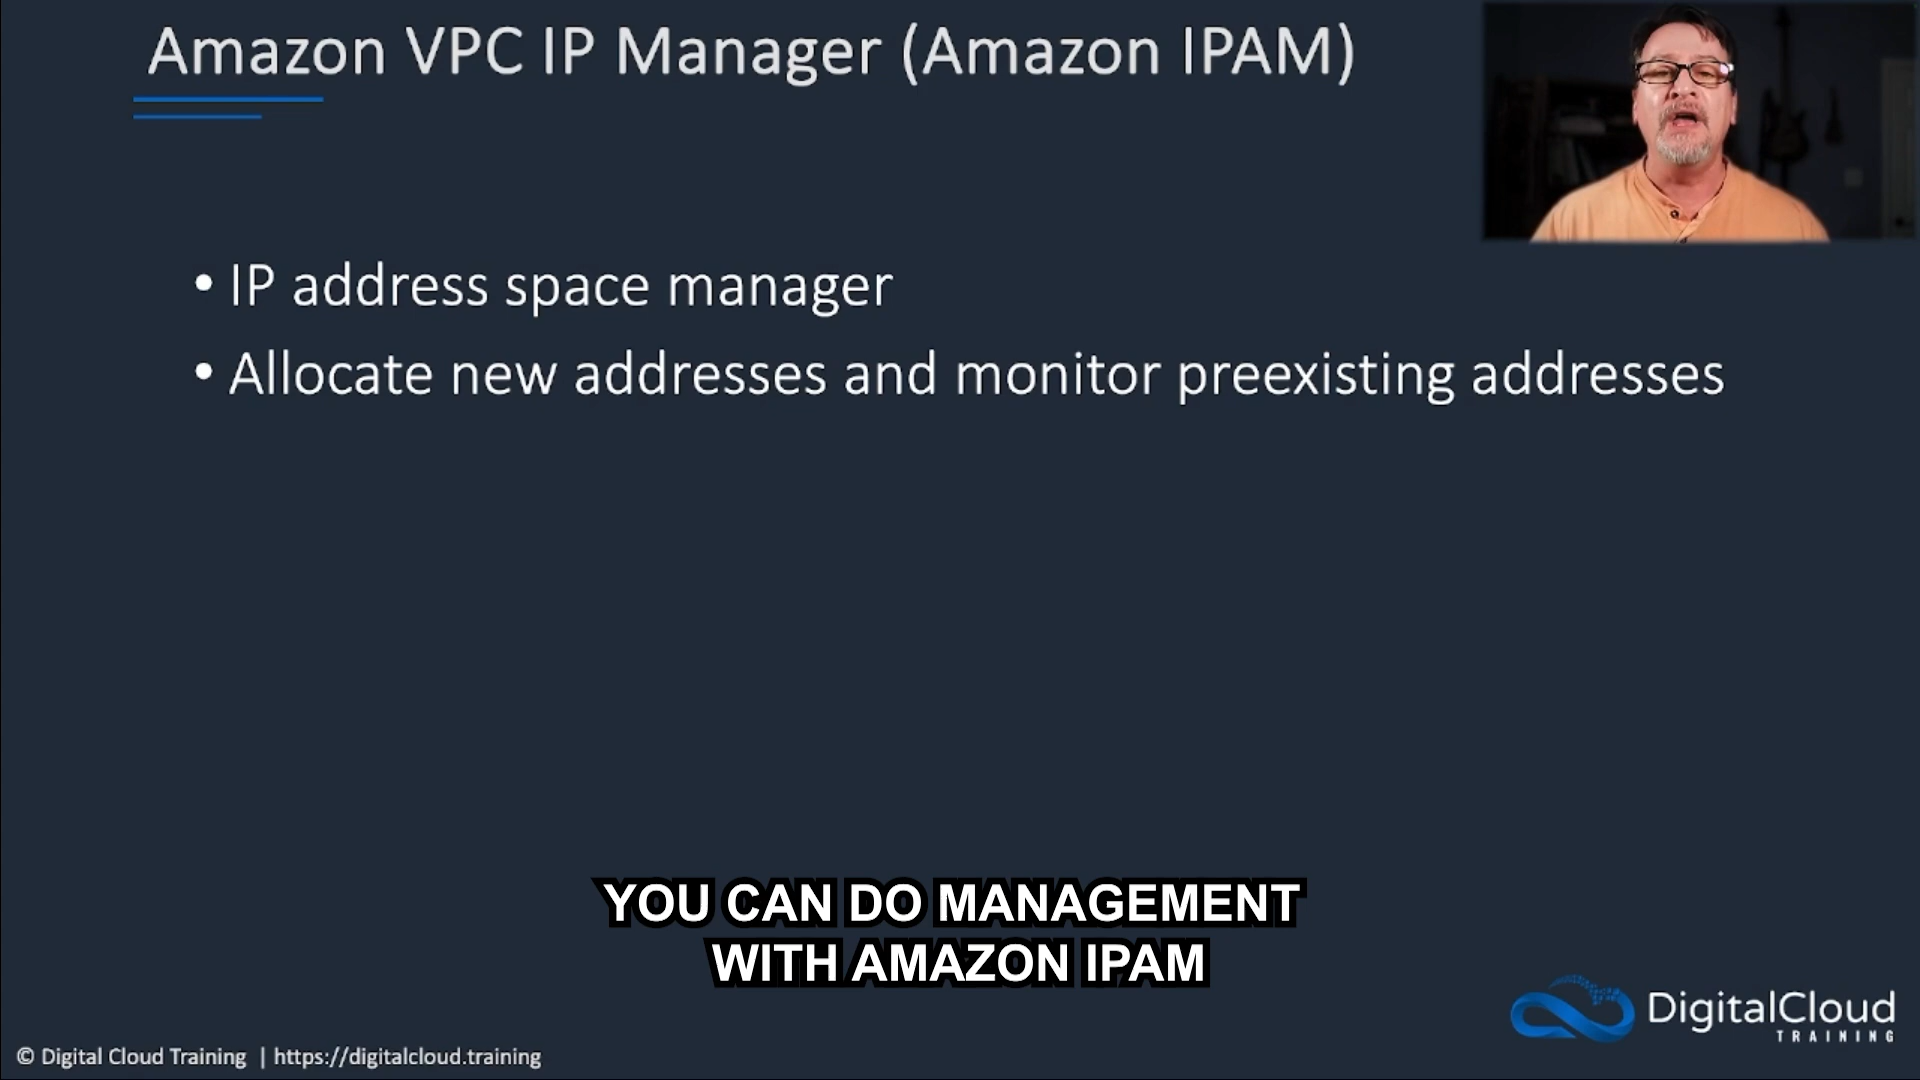 Amazon VPC IP Manager (Amazon IPAM)
• IP address space manager
• Allocate new addresses and monitor preexisting addresses
YOU CAN DO MANAGEMENT
WITH AMAZON IPAM
DigitalCloud
TRAINING
© Digital Cloud Training | https://digitalcloud.training